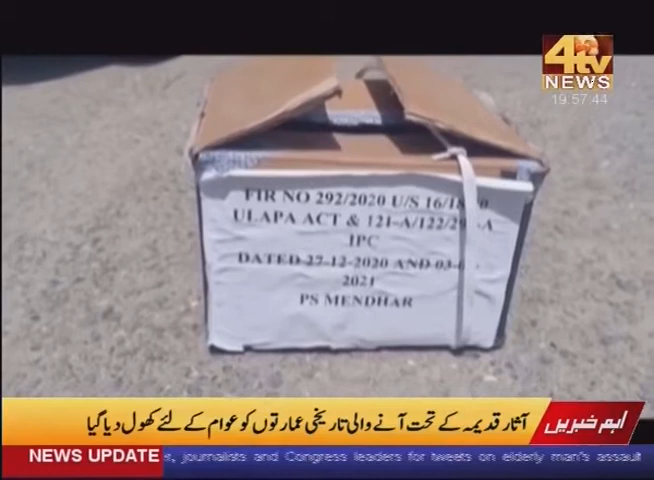 4tv
NEWS
19:57:44
FIR NO 292/2020 U/S 16/18
ULAPA ACT & 121-A/122/ -A
IPC
DATED 27-12-2020 AND
2021
PS MENDHAR
آثار قدیمہ کے تحت آنے والی تاریخی عمارتوں کو عوام کے لئے کھول دیا گیا
اہم خبریں
NEWS UPDATE
, journalists and Congress leaders for tweets on elderly man's assault